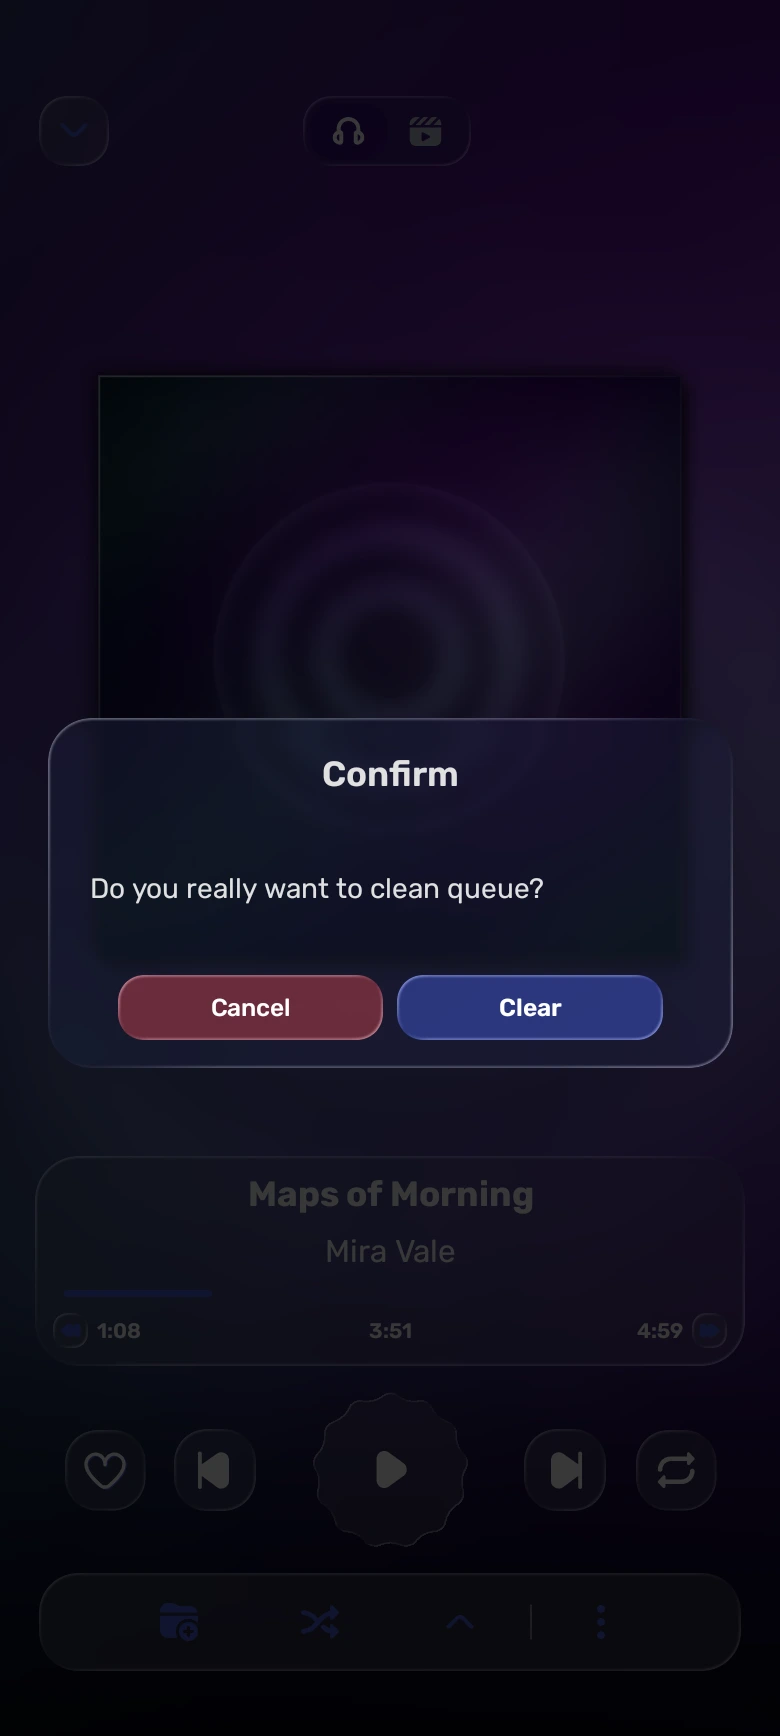 Confirm
Do you really want to clean queue?
Cancel
Clear
Maps of Morning
Mira Vale
1:08
3:51
4:59